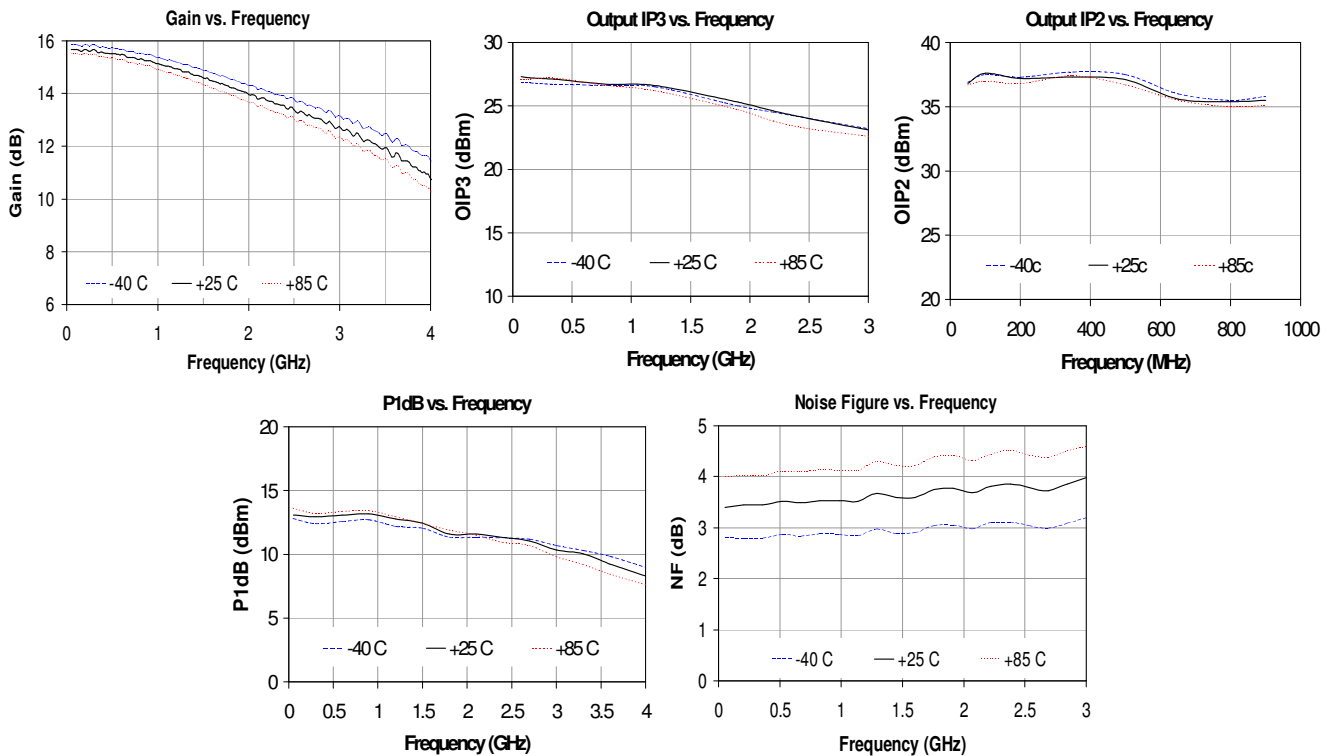 Gain vs. Frequency
16
14
12
10
8
6
Gain (dB)
-40 C
+25 C
+85 C
0 1 2 3 4
Frequency (GHz)
Output IP3 vs. Frequency
30
25
20
15
10
OIP3 (dBm)
-40 C
+25 C
+85 C
0 0.5 1 1.5 2 2.5 3
Frequency (GHz)
Output IP2 vs. Frequency
40
35
30
25
20
OIP2 (dBm)
-40c
+25c
+85c
0 200 400 600 800 1000
Frequency (MHz)
P1dB vs. Frequency
20
15
10
5
0
P1dB (dBm)
-40 C
+25 C
+85 C
0 0.5 1 1.5 2 2.5 3 3.5 4
Frequency (GHz)
Noise Figure vs. Frequency
5
4
3
2
1
0
NF (dB)
-40 C
+25 C
+85 C
0 0.5 1 1.5 2 2.5 3
Frequency (GHz)